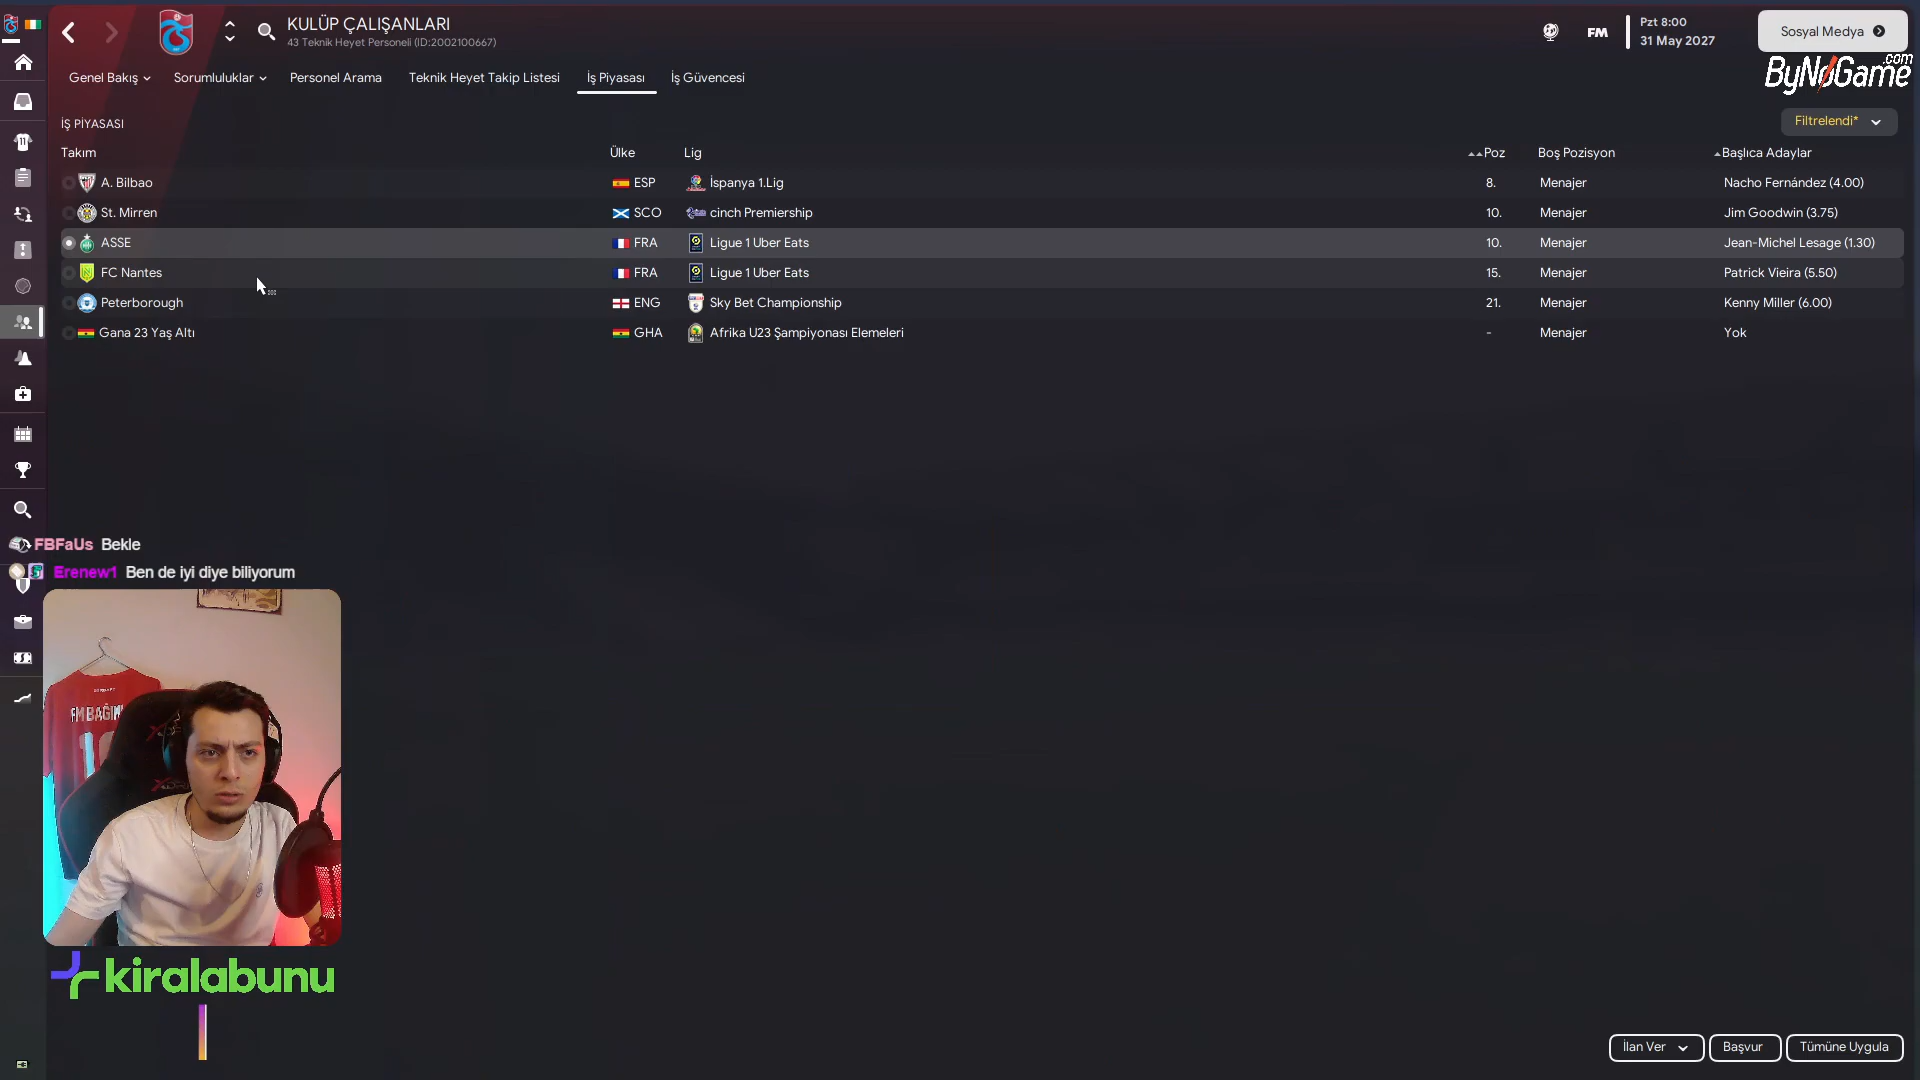 KULÜP ÇALIŞANLARI
43 Teknik Heyet Personeli (ID:2002100667)
FM
Pzt 8:00
31 May 2027
Sosyal Medya
ByNoGame.com
Genel Bakış
Sorumluluklar
Personel Arama
Teknik Heyet Takip Listesi
İş Piyasası
İş Güvencesi
İŞ PİYASASI
Filtrelendi*
Takım Ülke Lig Poz Boş Pozisyon Başlıca Adaylar
A. Bilbao ESP İspanya 1.Lig 8. Menajer Nacho Fernández (4.00)
St. Mirren SCO cinch Premiership 10. Menajer Jim Goodwin (3.75)
ASSE FRA Ligue 1 Uber Eats 10. Menajer Jean-Michel Lesage (1.30)
FC Nantes FRA Ligue 1 Uber Eats 15. Menajer Patrick Vieira (5.50)
Peterborough ENG Sky Bet Championship 21. Menajer Kenny Miller (6.00)
Gana 23 Yaş Altı GHA Afrika U23 Şampiyonası Elemeleri - Menajer Yok
FBFaUs Bekle
Erenew1 Ben de iyi diye biliyorum
kiralabunu
İlan Ver
Başvur
Tümüne Uygula